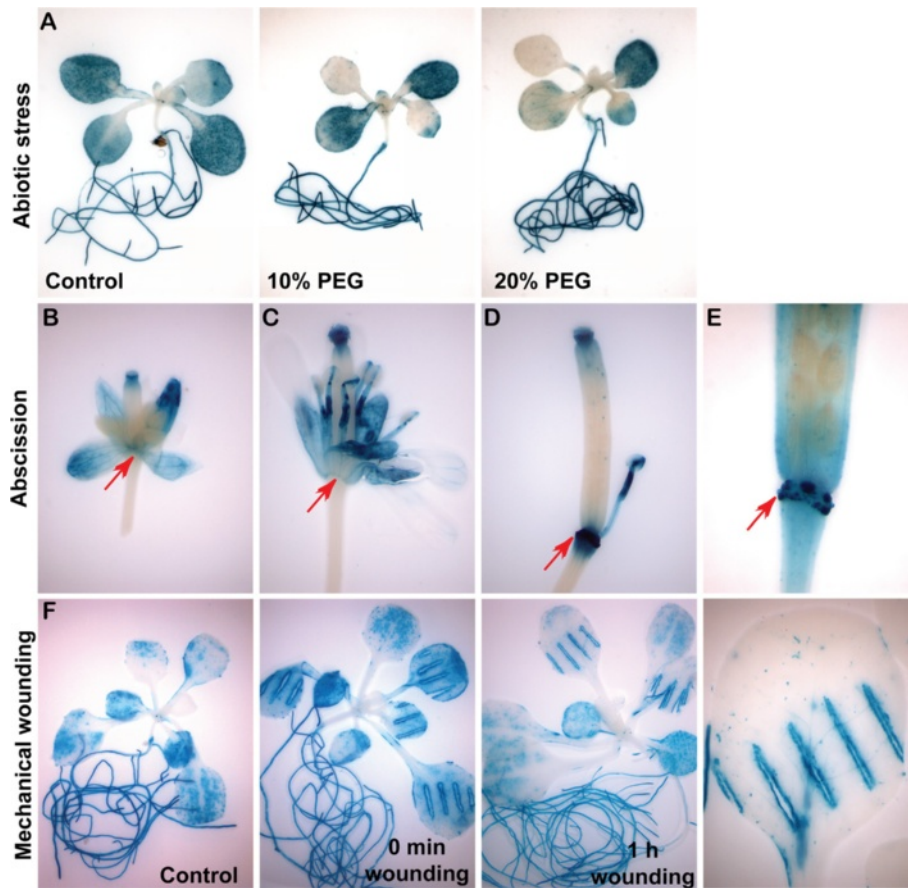 Abiotic stress
A
Control
10% PEG
20% PEG
Abscission
B
C
D
E
Mechanical wounding
F
Control
0 min
wounding
1 h
wounding